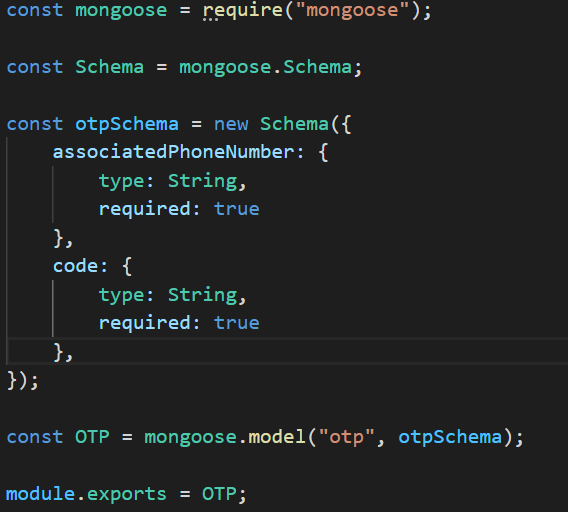 const mongoose = require("mongoose");
const Schema = mongoose.Schema;
const otpSchema = new Schema({
    associatedPhoneNumber: {
        type: String,
        required: true
    },
    code: {
        type: String,
        required: true
    },
});
const OTP = mongoose.model("otp", otpSchema);
module.exports = OTP;